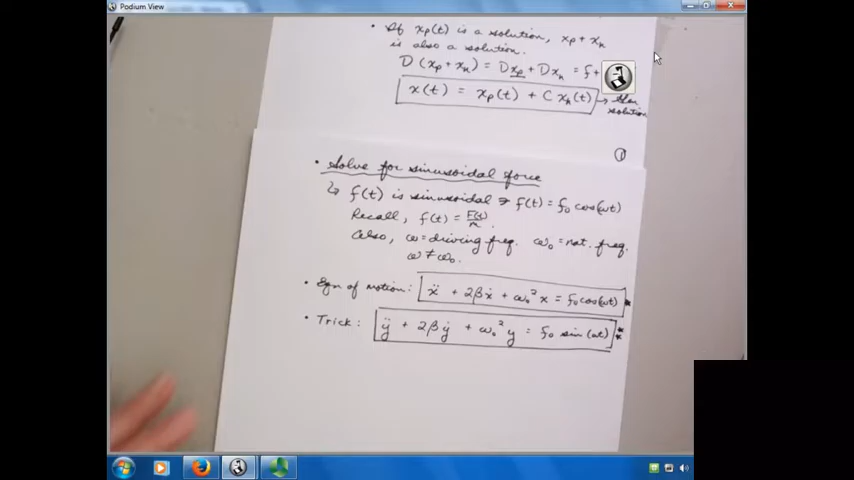 Podium View
• If xp(t) is a solution, xp + xh
is also a solution.
D (xp + xh) = Dxp + Dxh = f +
x(t) = xp(t) + C xh(t) →
solution
①
• Solve for sinusoidal force
↳ f(t) is sinusoidal ⇒ f(t) = f₀ cos(ωt)
Recall, f(t) = F(t)/m.
Also, ω = driving freq. ω₀ = nat. freq.
ω ≠ ω₀.
• Eqn of motion: ẍ + 2βẋ + ω₀² x = f₀ cos(ωt) *
• Trick: ÿ + 2βẏ + ω₀² y = f₀ sin(ωt) **